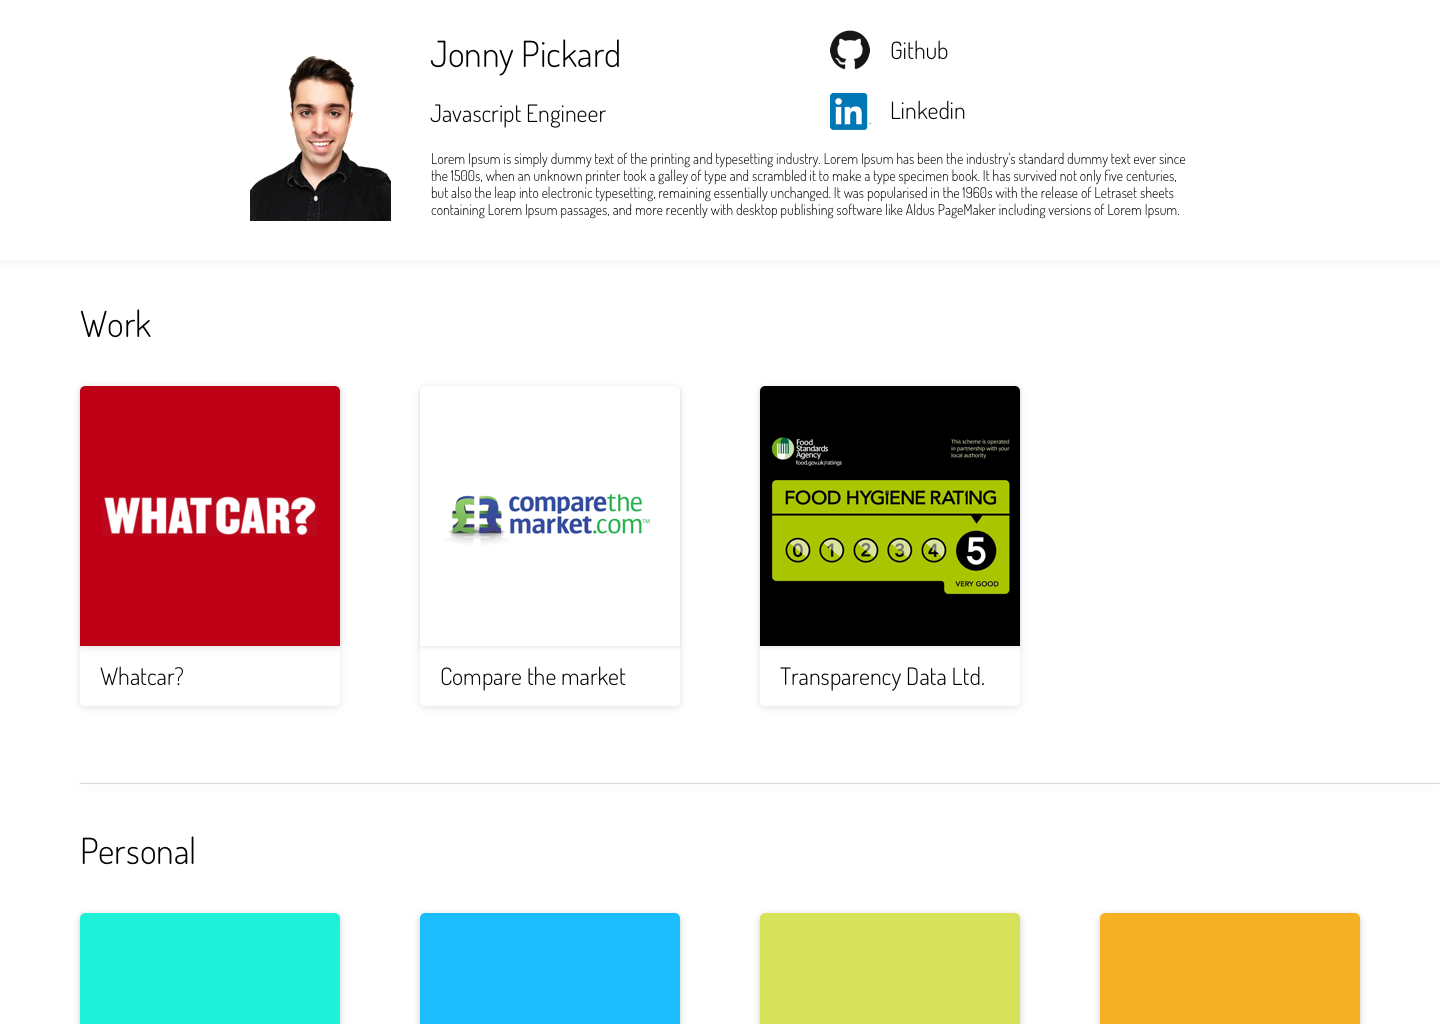 Jonny Pickard
Javascript Engineer
Github
in
Linkedin
Lorem Ipsum is simply dummy text of the printing and typesetting industry. Lorem Ipsum has been the industry's standard dummy text ever since
the 1500s, when an unknown printer took a galley of type and scrambled it to make a type specimen book. It has survived not only five centuries,
but also the leap into electronic typesetting, remaining essentially unchanged. It was popularised in the 1960s with the release of Letraset sheets
containing Lorem Ipsum passages, and more recently with desktop publishing software like Aldus PageMaker including versions of Lorem Ipsum.
Work
WHATCAR?
Whatcar?
comparethe
market.com™
Compare the market
Food
Standards
Agency
food.gov.uk/ratings
This scheme is operated
in partnership with your
local authority
FOOD HYGIENE RATING
0 1 2 3 4 5
VERY GOOD
Transparency Data Ltd.
Personal